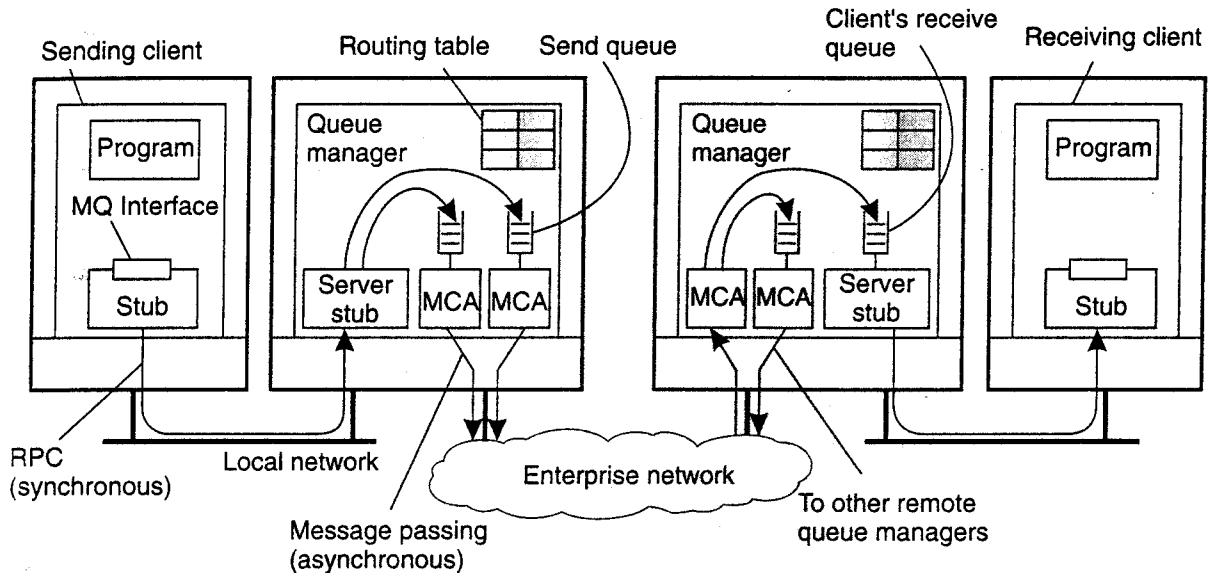 Sending client
Routing table
Send queue
Client's receive
queue
Receiving client
Program
MQ Interface
Stub
Queue
manager
Server
stub
MCA
MCA
Queue
manager
MCA
MCA
Server
stub
Program
Stub
RPC
(synchronous)
Local network
Message passing
(asynchronous)
Enterprise network
To other remote
queue managers